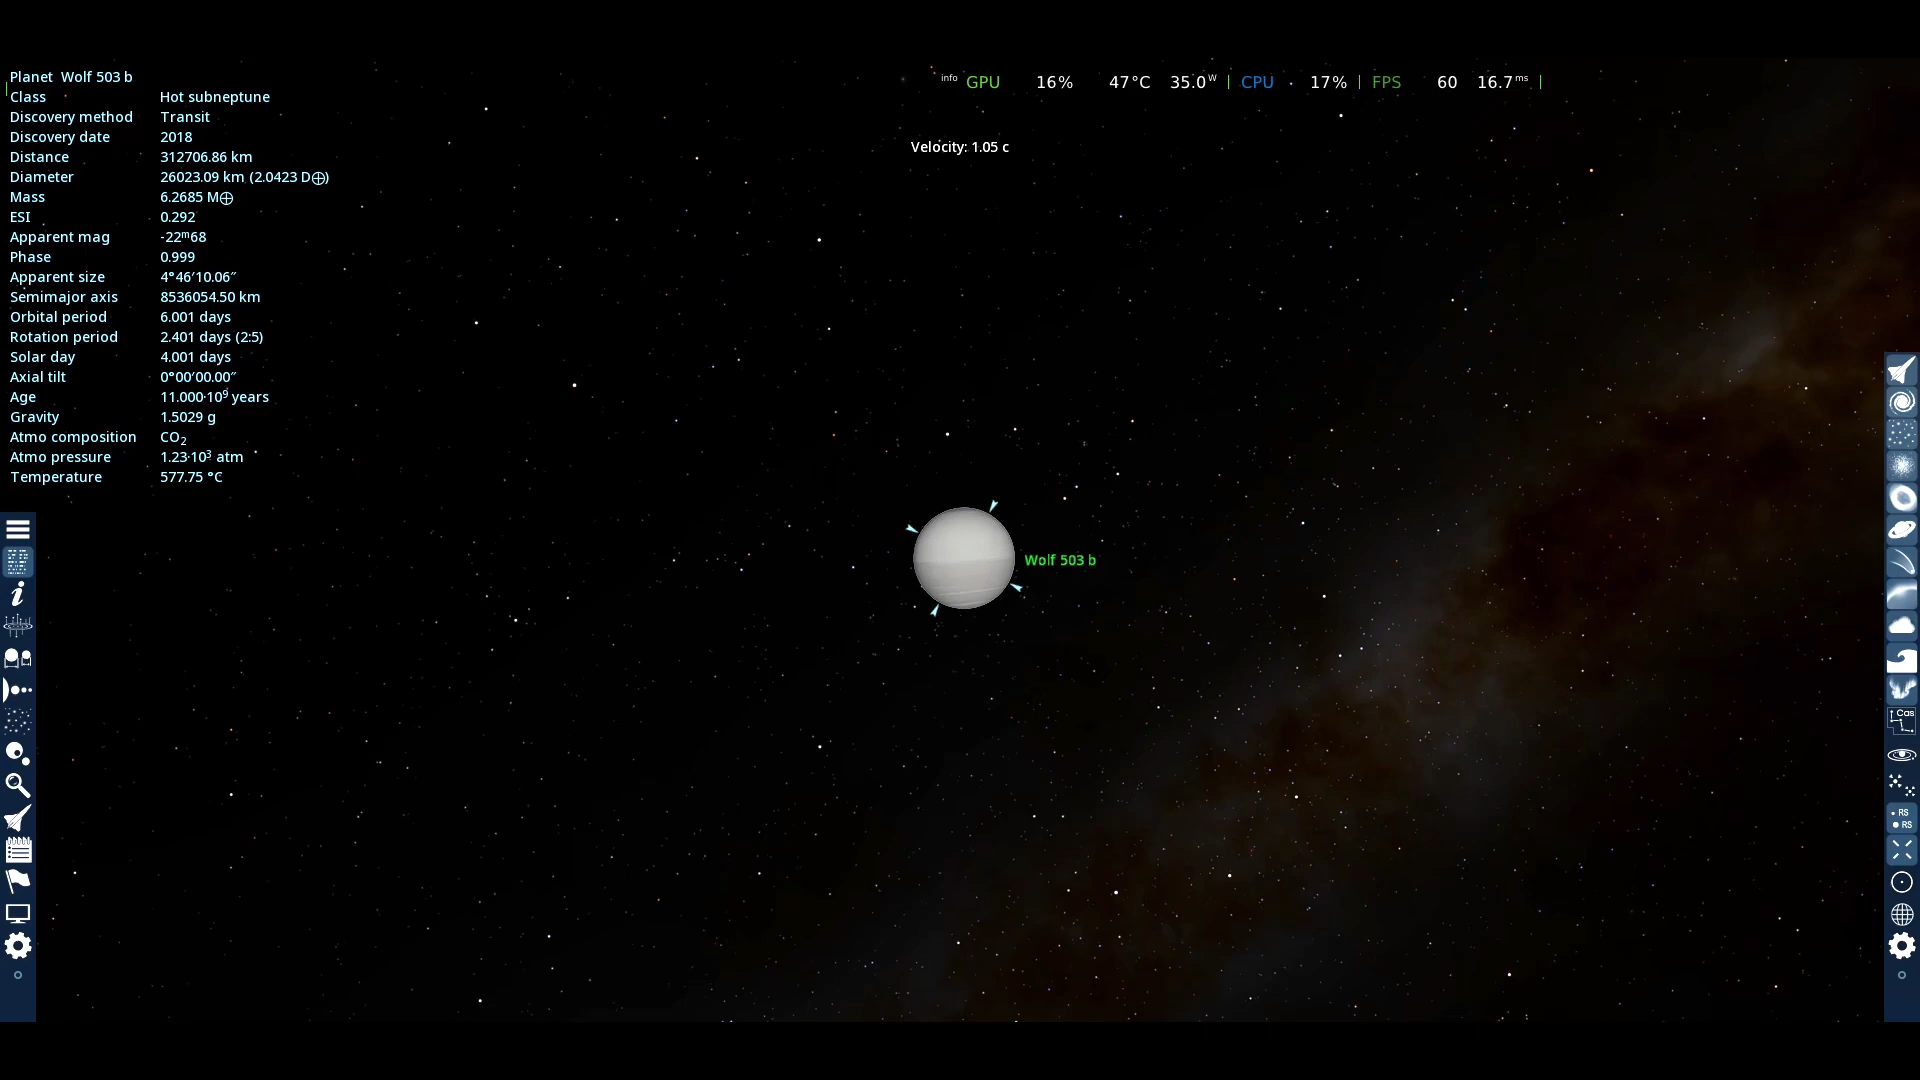 Planet Wolf 503 b
Class Hot subneptune
Discovery method Transit
Discovery date 2018
Distance 312706.86 km
Diameter 26023.09 km (2.0423 D⊕)
Mass 6.2685 M⊕
ESI 0.292
Apparent mag -22ᵐ68
Phase 0.999
Apparent size 4°46′10.06″
Semimajor axis 8536054.50 km
Orbital period 6.001 days
Rotation period 2.401 days (2:5)
Solar day 4.001 days
Axial tilt 0°00′00.00″
Age 11.000·10⁹ years
Gravity 1.5029 g
Atmo composition CO₂
Atmo pressure 1.23·10³ atm
Temperature 577.75 °C
info GPU 16% 47°C 35.0W | CPU 17% | FPS 60 16.7ms |
Velocity: 1.05 c
Wolf 503 b
Cas
RS
RS